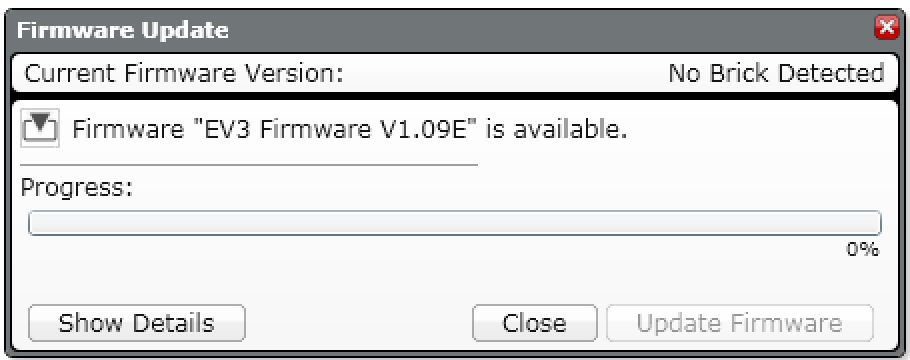 Firmware Update
Current Firmware Version: No Brick Detected
Firmware "EV3 Firmware V1.09E" is available.
Progress:
0%
Show Details Close Update Firmware